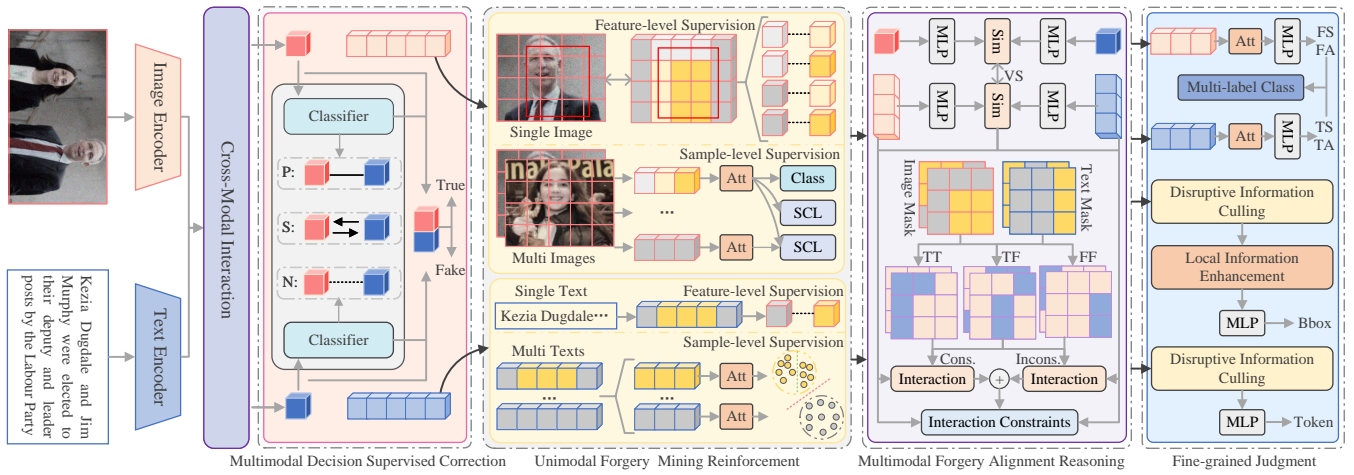 Image Encoder
Kezia Dugdale and Jim
Murphy were elected to
their deputy and leader
posts by the Labour Party
Text Encoder
Cross-Modal Interaction
Classifier
P:
S:
N:
Classifier
True
Fake
Multimodal Decision Supervised Correction
Feature-level Supervision
Single Image
Sample-level Supervision
Att
Class
...
SCL
Att
SCL
Multi Images
Single Text
Feature-level Supervision
Kezia Dugdale...
Sample-level Supervision
Multi Texts
Att
...
...
Att
Unimodal Forgery Mining Reinforcement
MLP
Sim
MLP
VS
MLP
Sim
MLP
Image Mask
Text Mask
TT
TF
FF
Cons.
Incons.
Interaction
+
Interaction
Interaction Constraints
Multimodal Forgery Alignment Reasoning
Att
MLP
FS
FA
Multi-label Class
Att
MLP
TS
TA
Disruptive Information
Culling
Local Information
Enhancement
MLP
Bbox
Disruptive Information
Culling
MLP
Token
Fine-grained Judgment